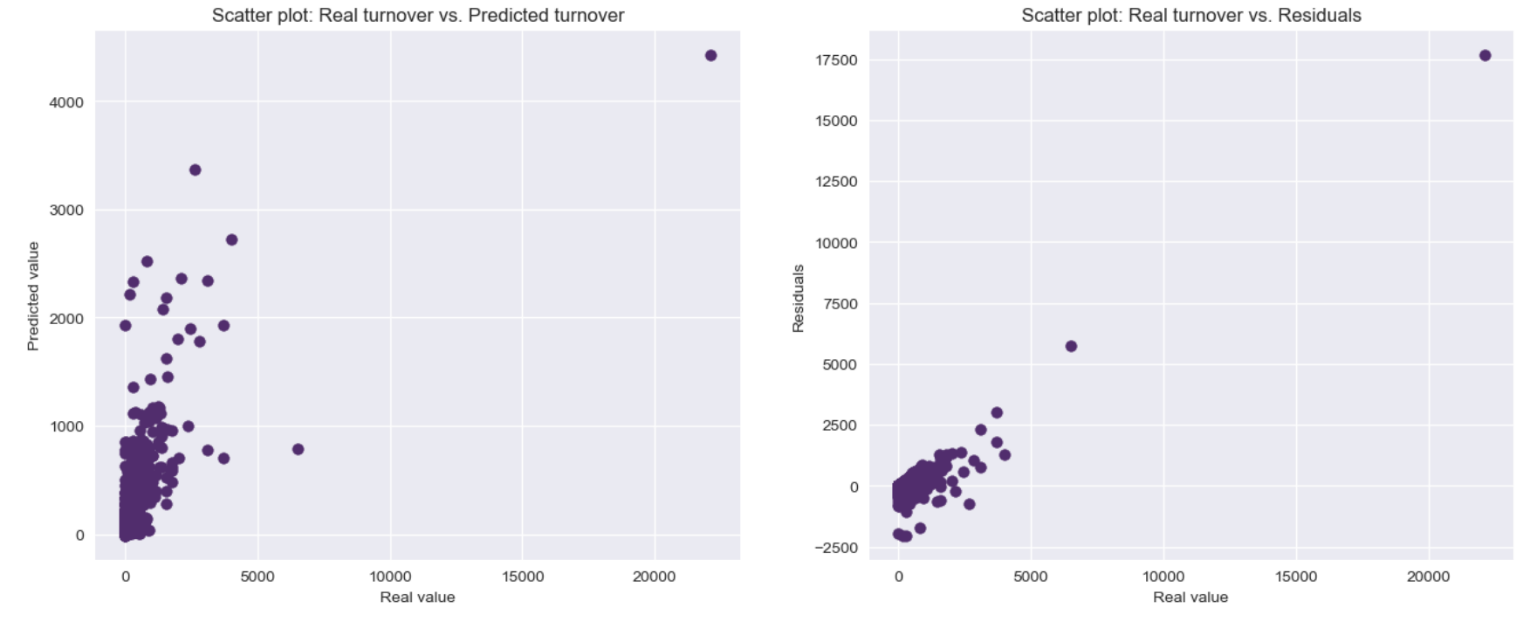 Scatter plot: Real turnover vs. Predicted turnover
4000
3000
2000
1000
0
Predicted value
0 5000 10000 15000 20000
Real value
Scatter plot: Real turnover vs. Residuals
17500
15000
12500
10000
7500
5000
2500
0
−2500
Residuals
0 5000 10000 15000 20000
Real value